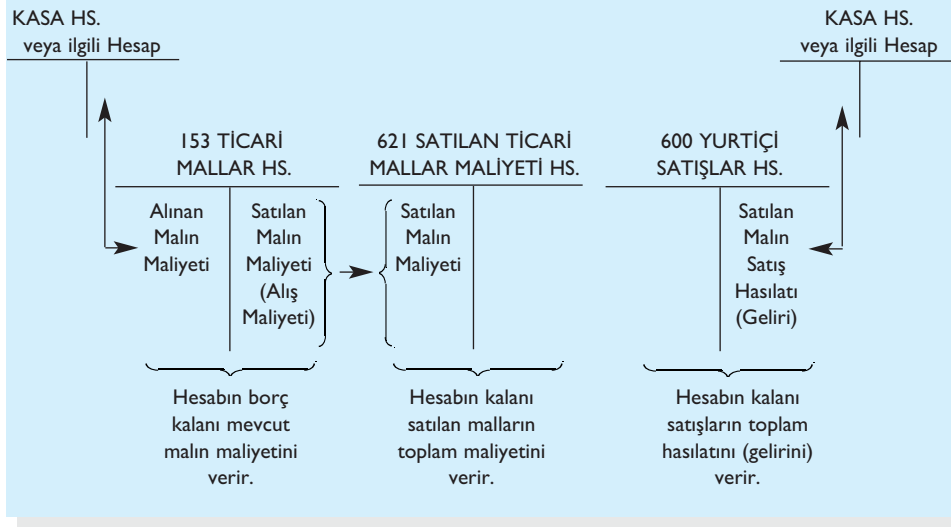 KASA HS.
veya ilgili Hesap
KASA HS.
veya ilgili Hesap
153 TİCARİ
MALLAR HS.
621 SATILAN TİCARİ
MALLAR MALİYETİ HS.
600 YURTİÇİ
SATIŞLAR HS.
Alınan
Malın
Maliyeti
Satılan
Malın
Maliyeti
(Alış
Maliyeti)
Satılan
Malın
Maliyeti
Satılan
Malın
Satış
Hasılatı
(Geliri)
Hesabın borç
kalanı mevcut
malın maliyetini
verir.
Hesabın kalanı
satılan malların
toplam maliyetini
verir.
Hesabın kalanı
satışların toplam
hasılatını (gelirini)
verir.